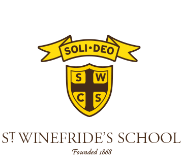 SOLI · DEO
S W
C S
ST WINEFRIDE'S SCHOOL
Founded 1868